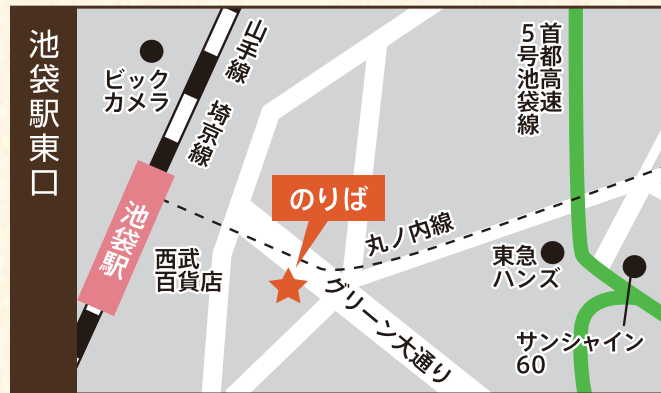 池袋駅東口
ビック
カメラ
山手線
埼京線
首都高速
5号池袋線
池袋駅
のりば
西武
百貨店
丸ノ内線
東急
ハンズ
グリーン大通り
サンシャイン
60